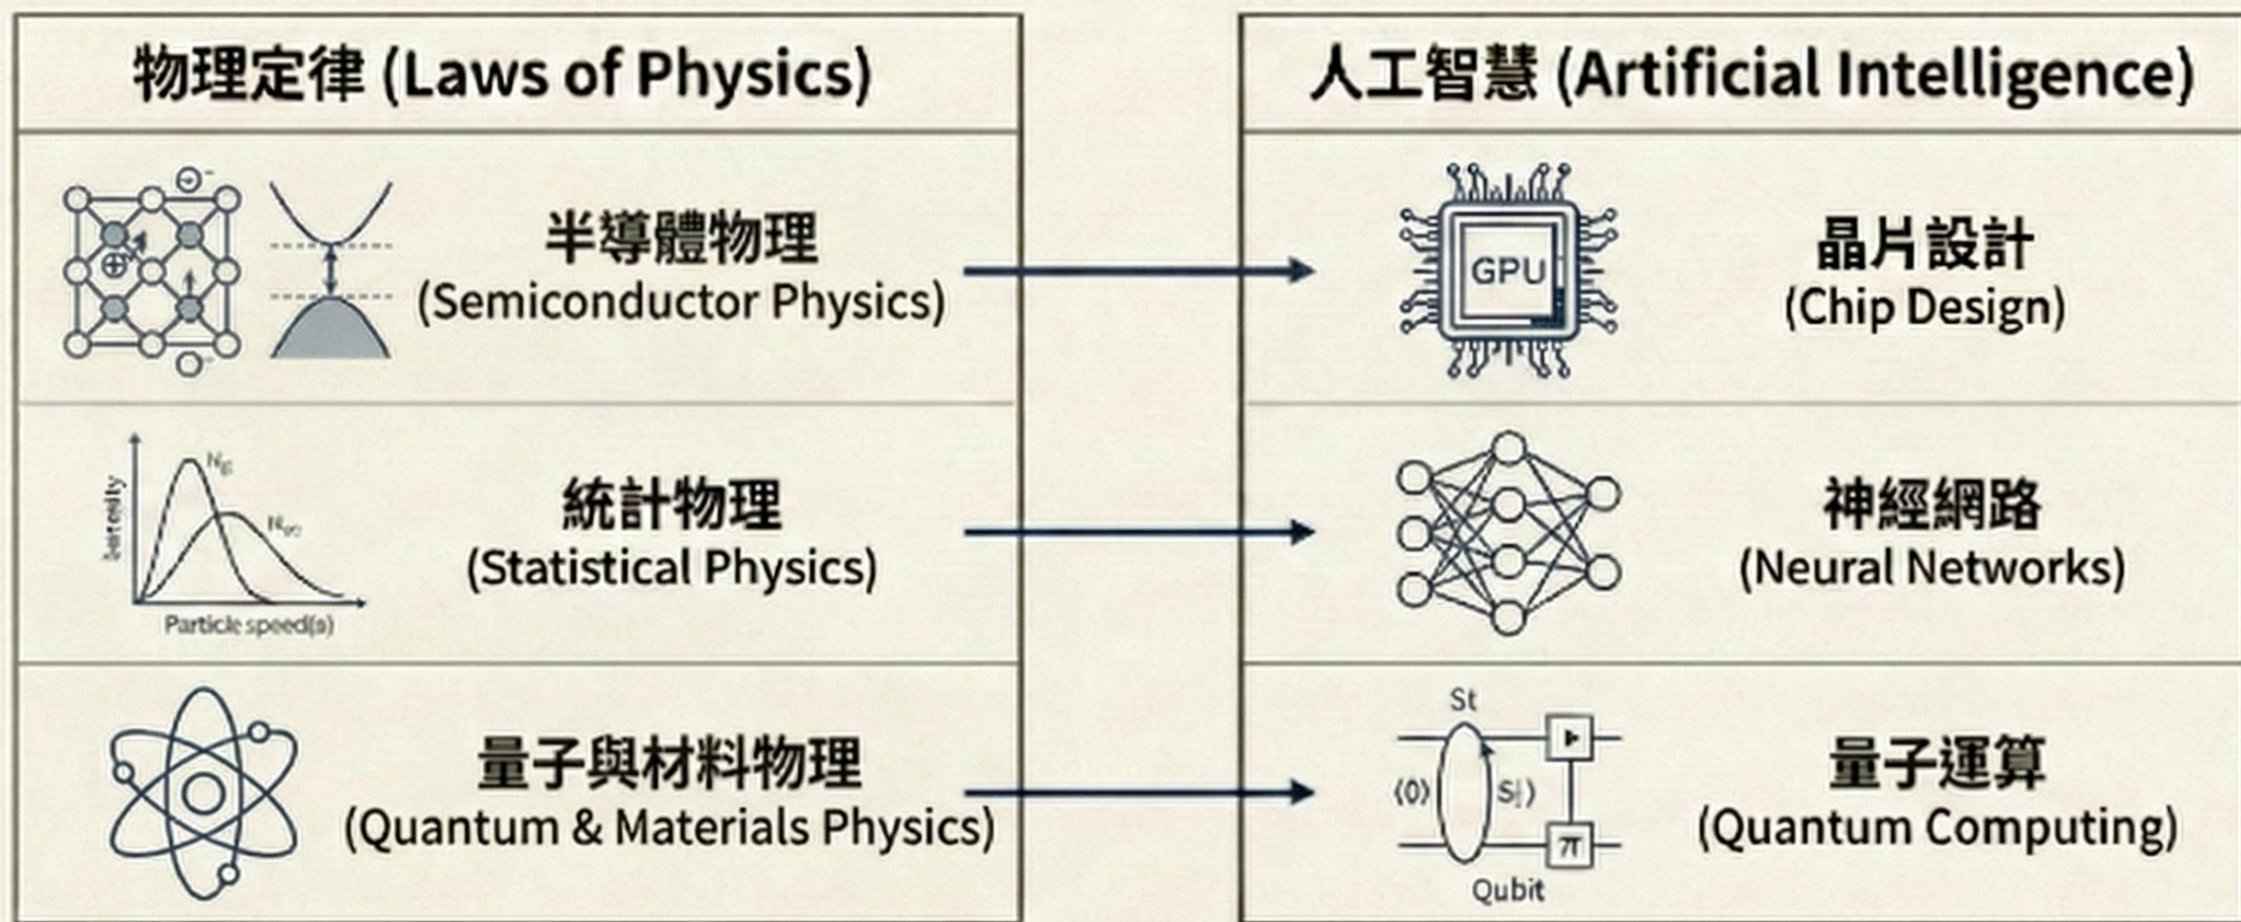 物理定律 (Laws of Physics)
人工智慧 (Artificial Intelligence)
半導體物理
(Semiconductor Physics)
GPU
晶片設計
(Chip Design)
Particle speed(s)
統計物理
(Statistical Physics)
神經網路
(Neural Networks)
量子與材料物理
(Quantum & Materials Physics)
St
⟨0⟩
π
Qubit
量子運算
(Quantum Computing)